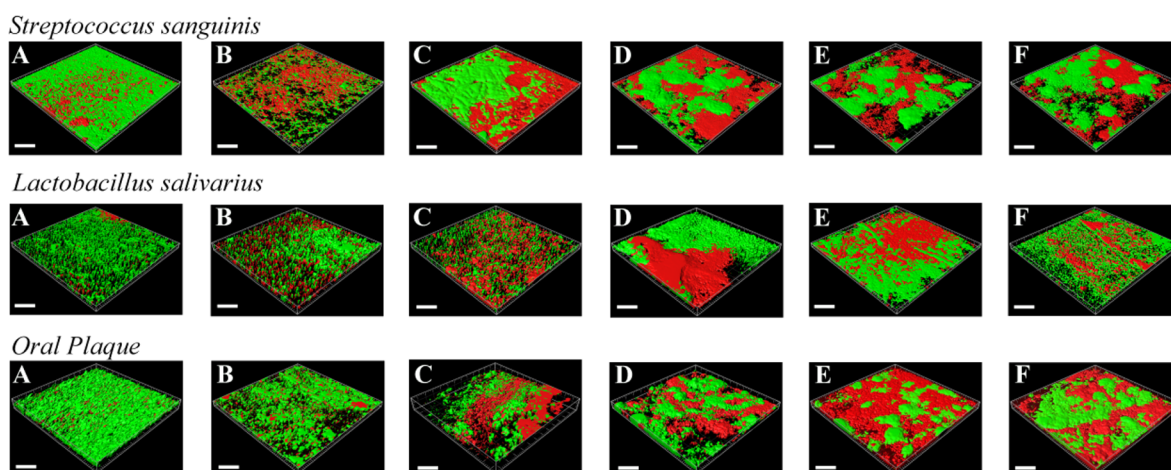 Streptococcus sanguinis
A B C D E F
Lactobacillus salivarius
A B C D E F
Oral Plaque
A B C D E F